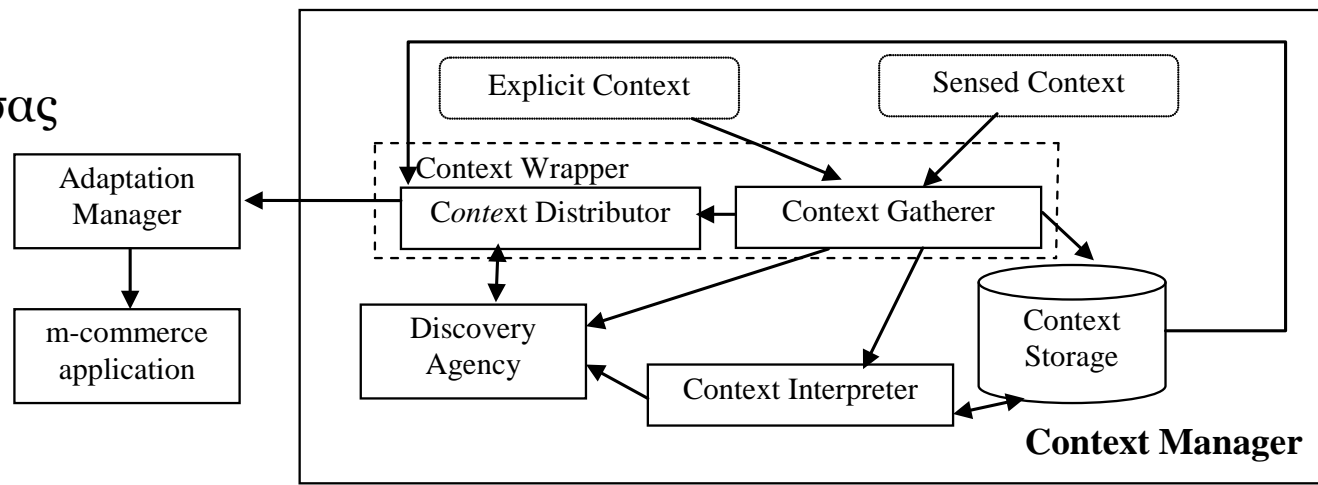 σας
Explicit Context
Sensed Context
Adaptation
Manager
Context Wrapper
Context Distributor
Context Gatherer
m-commerce
application
Discovery
Agency
Context
Storage
Context Interpreter
Context Manager